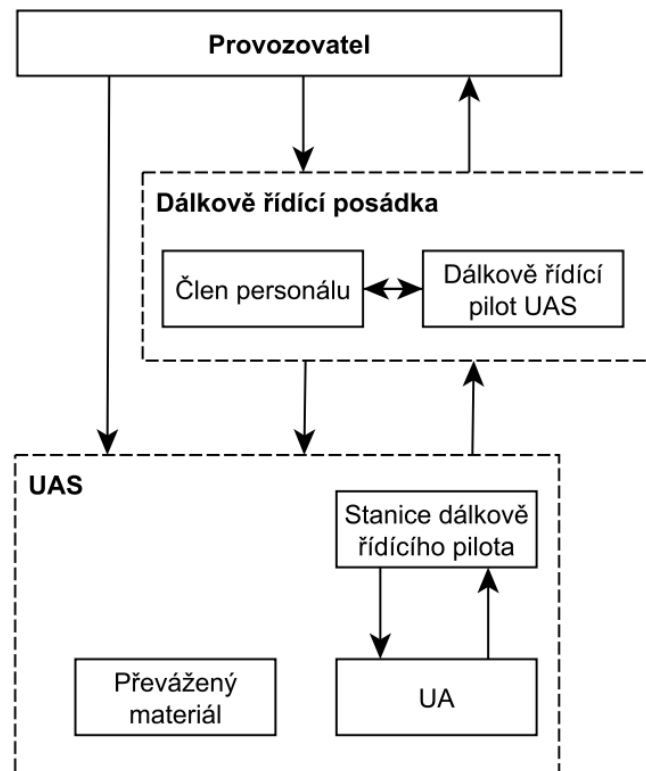 Provozovatel
Dálkově řídící posádka
Člen personálu
Dálkově řídící
pilot UAS
UAS
Stanice dálkově
řídícího pilota
Převážený
materiál
UA